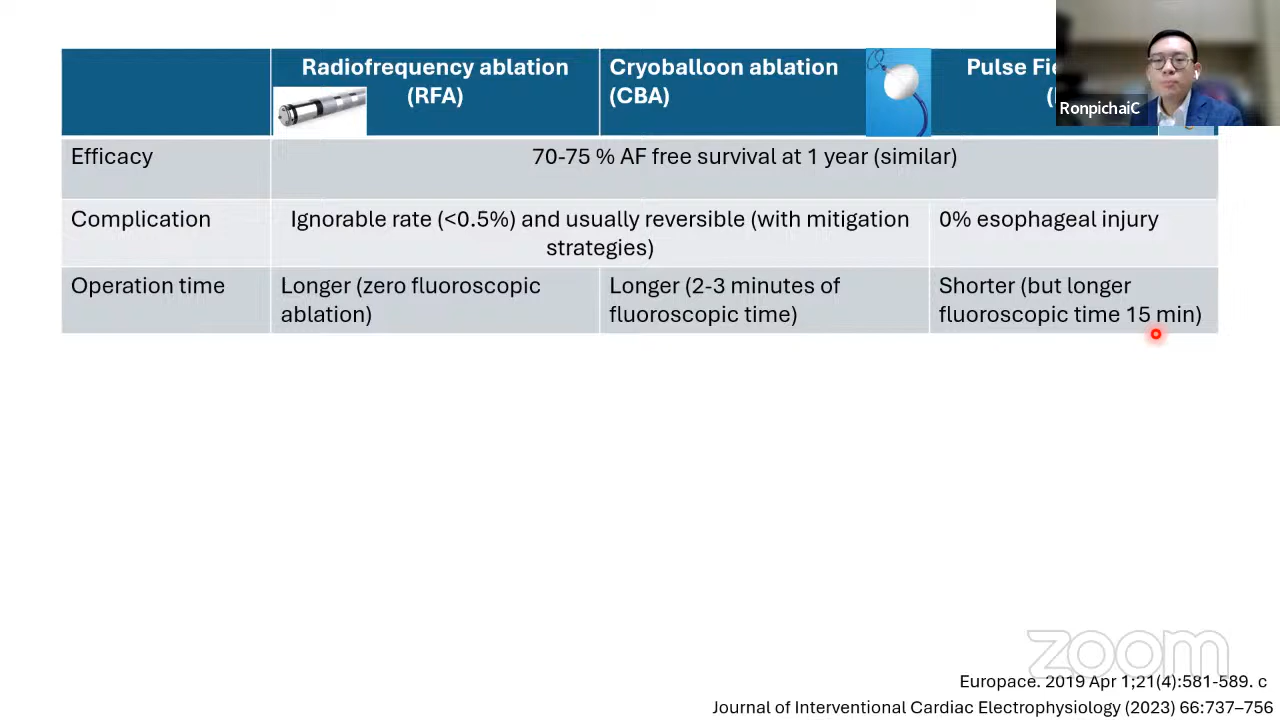 Radiofrequency ablation
(RFA)
Cryoballoon ablation
(CBA)
Pulse
RonpichaiC
Efficacy
70-75 % AF free survival at 1 year (similar)
Complication
Ignorable rate (<0.5%) and usually reversible (with mitigation
strategies)
0% esophageal injury
Operation time
Longer (zero fluoroscopic
ablation)
Longer (2-3 minutes of
fluoroscopic time)
Shorter (but longer
fluoroscopic time 15 min)
zoom
Europace. 2019 Apr 1;21(4):581-589. c
Journal of Interventional Cardiac Electrophysiology (2023) 66:737–756